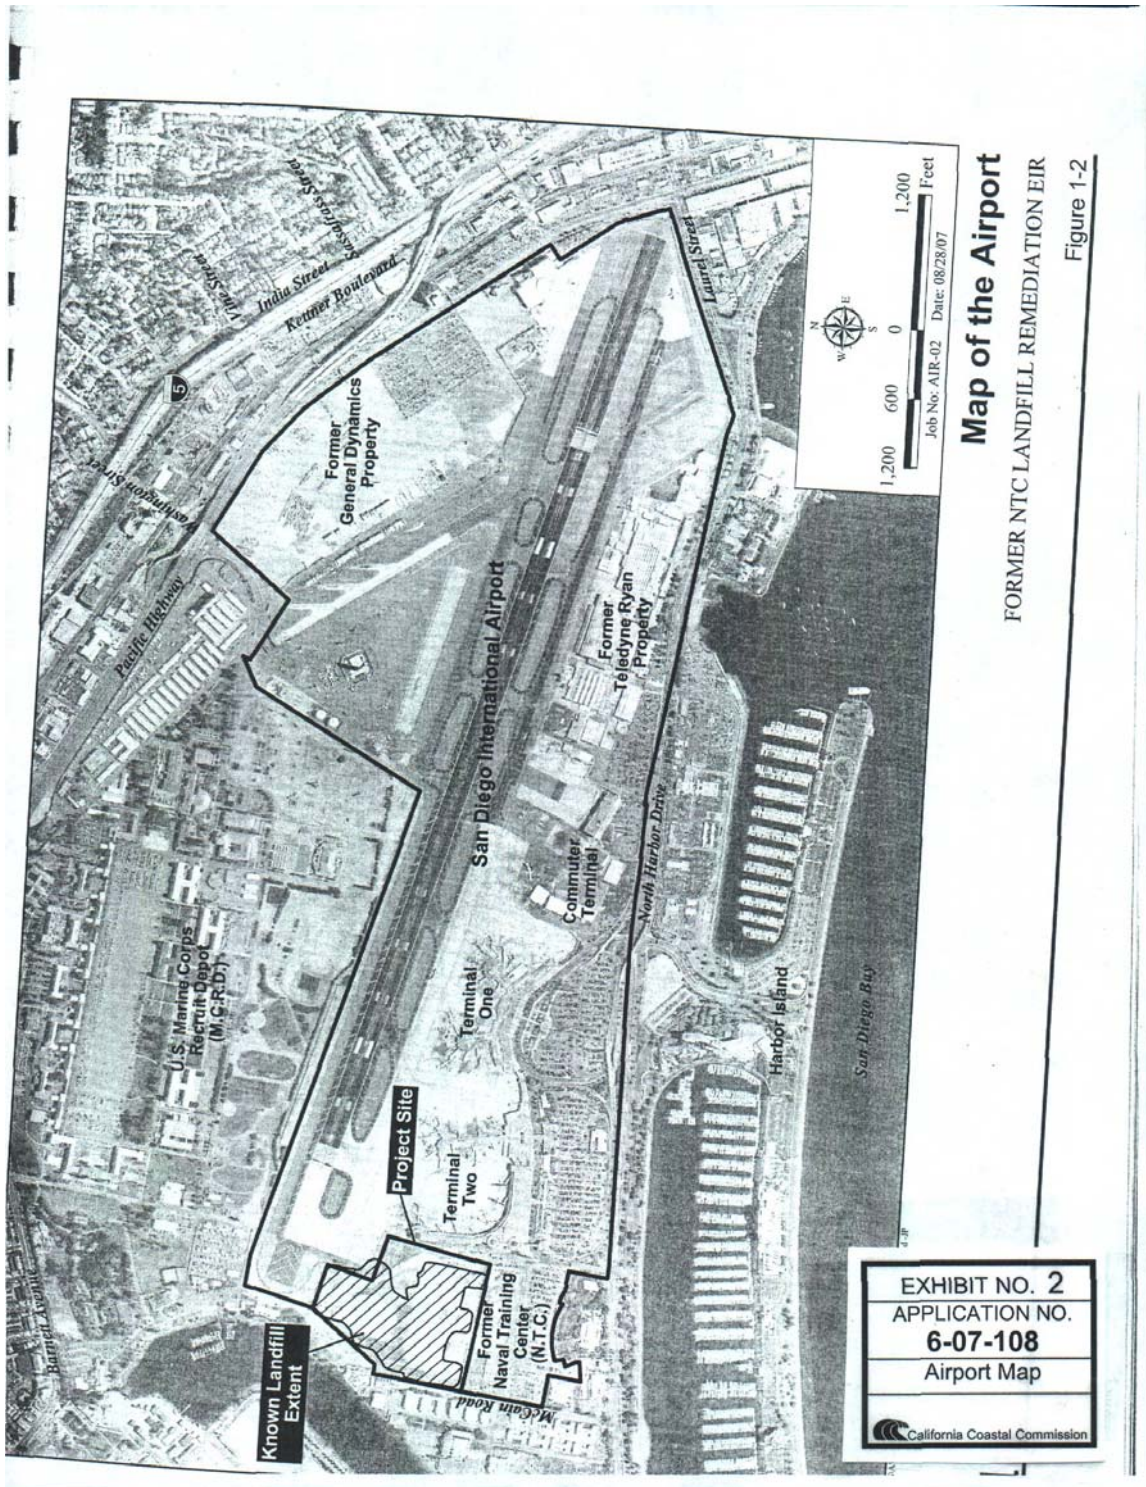 Sassafras Street
Vine Street
India Street
Kettner Boulevard
5
Washington Street
Pacific Highway
Barnett Avenue
Former
General Dynamics
Property
Laurel Street
San Diego International Airport
Former
Teledyne Ryan
Property
U.S. Marine Corps
Recruit Depot
(M.C.R.D.)
Commuter
Terminal
North Harbor Drive
Terminal
One
Terminal
Two
Project Site
Known Landfill
Extent
Former
Naval Training
Center
(N.T.C.)
McCain Road
Harbor Island
San Diego Bay
N
W
E
S
1,200
600
0
1,200
Feet
Job No: AIR-02
Date: 08/28/07
Map of the Airport
FORMER NTC LANDFILL REMEDIATION EIR
Figure 1-2
EXHIBIT NO. 2
APPLICATION NO.
6-07-108
Airport Map
California Coastal Commission